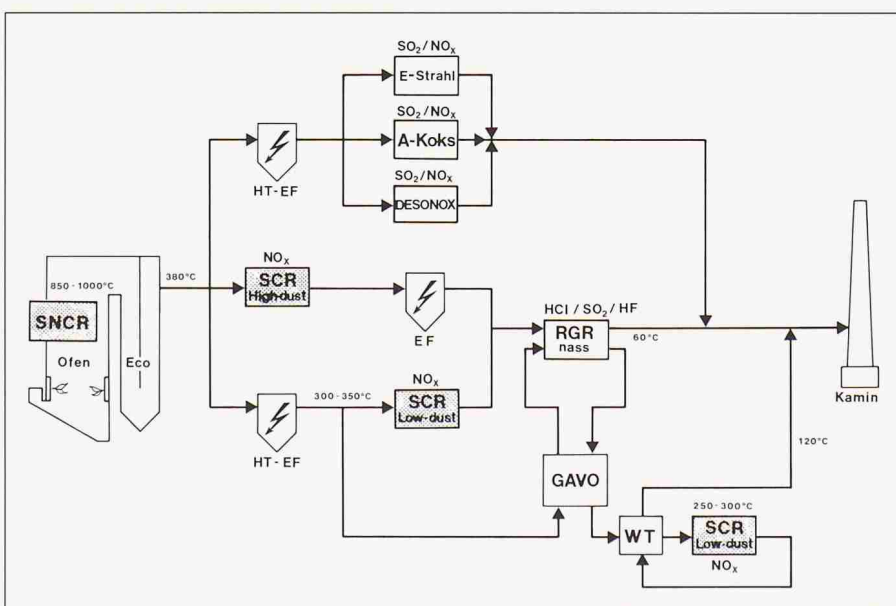 SO₂/NOₓ
E-Strahl
SO₂/NOₓ
A-Koks
SO₂/NOₓ
DESONOX
HT-EF
850-1000°C
SNCR
Ofen
Eco
380°C
NOₓ
SCR
High-dust
EF
HCl / SO₂ / HF
RGR
nass
60°C
Kamin
HT-EF
300-350°C
NOₓ
SCR
Low-dust
GAVO
120°C
WT
250-300°C
SCR
Low-dust
NOₓ